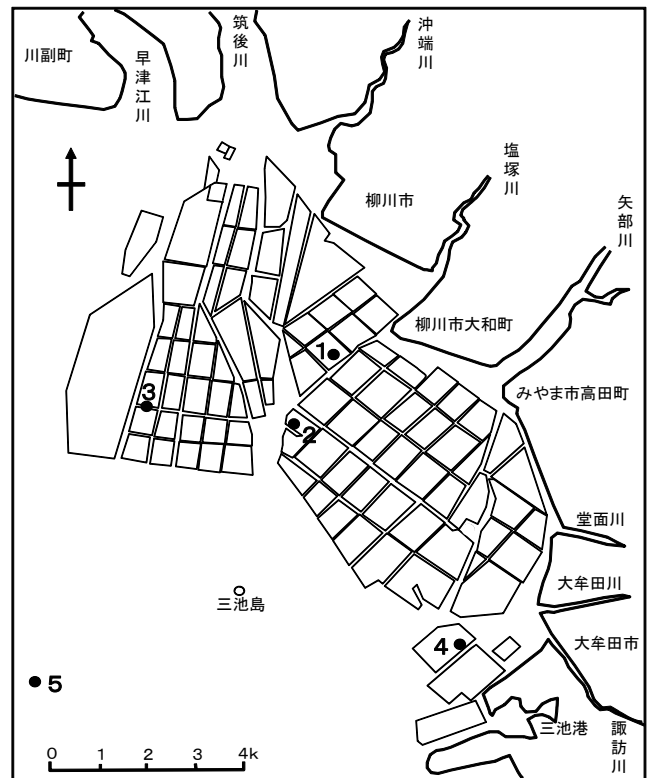 川副町
早津江川
筑後川
沖端川
塩塚川
矢部川
柳川市
柳川市大和町
みやま市高田町
堂面川
大牟田川
大牟田市
諏訪川
三池港
三池島
1
2
3
4
5
0 1 2 3 4k